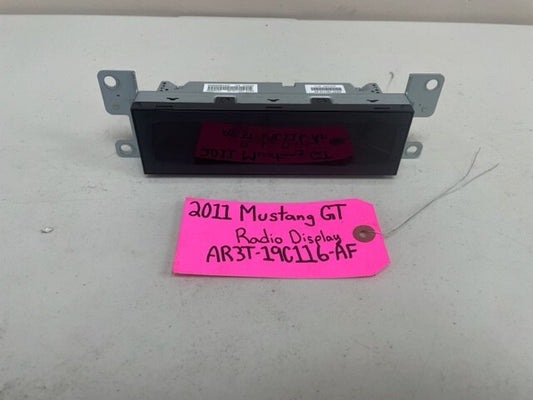 2011 Mustang GT
Radio Display
AR3T-19C116-AF